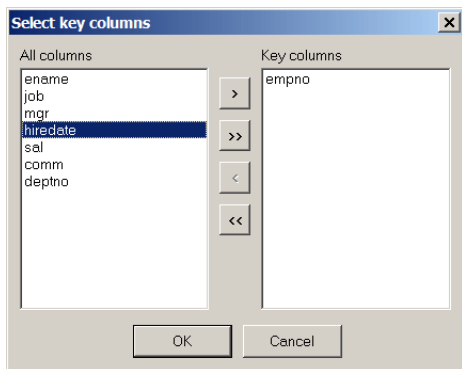 Select key columns
All columns
Key columns
ename
job
mgr
hiredate
sal
comm
deptno
>
>>
<
<<
empno
OK
Cancel